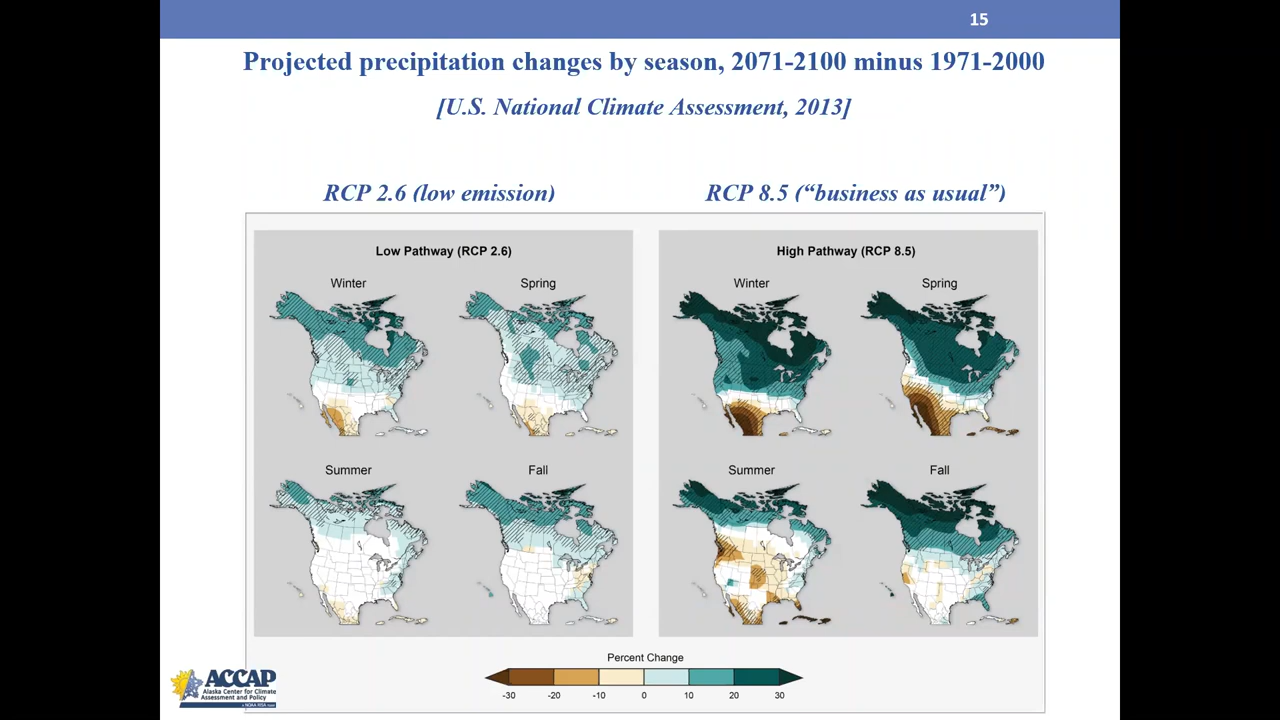 15
Projected precipitation changes by season, 2071-2100 minus 1971-2000
[U.S. National Climate Assessment, 2013]
RCP 2.6 (low emission)
RCP 8.5 (“business as usual”)
Low Pathway (RCP 2.6)
Winter
Spring
Summer
Fall
High Pathway (RCP 8.5)
Winter
Spring
Summer
Fall
Percent Change
-30 -20 -10 0 10 20 30
ACCAP
Alaska Center for Climate
Assessment and Policy